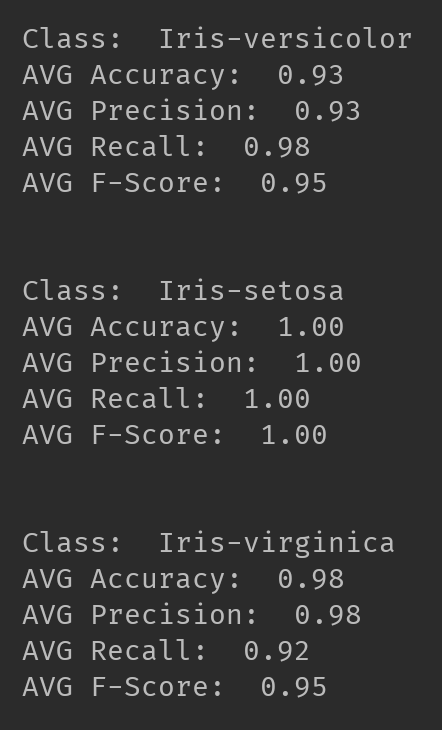 Class:  Iris-versicolor
AVG Accuracy:  0.93
AVG Precision:  0.93
AVG Recall:  0.98
AVG F-Score:  0.95
Class:  Iris-setosa
AVG Accuracy:  1.00
AVG Precision:  1.00
AVG Recall:  1.00
AVG F-Score:  1.00
Class:  Iris-virginica
AVG Accuracy:  0.98
AVG Precision:  0.98
AVG Recall:  0.92
AVG F-Score:  0.95